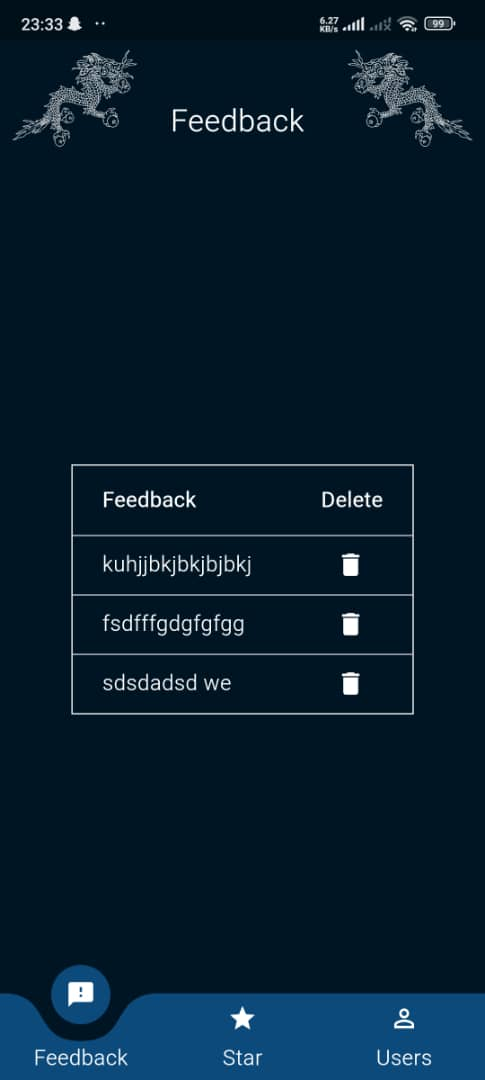 23:33
6.27
KB/s
99
Feedback
Feedback Delete
kuhjjbkjbkjbjbkj
fsdfffgdgfgfgg
sdsdadsd we
Feedback Star Users